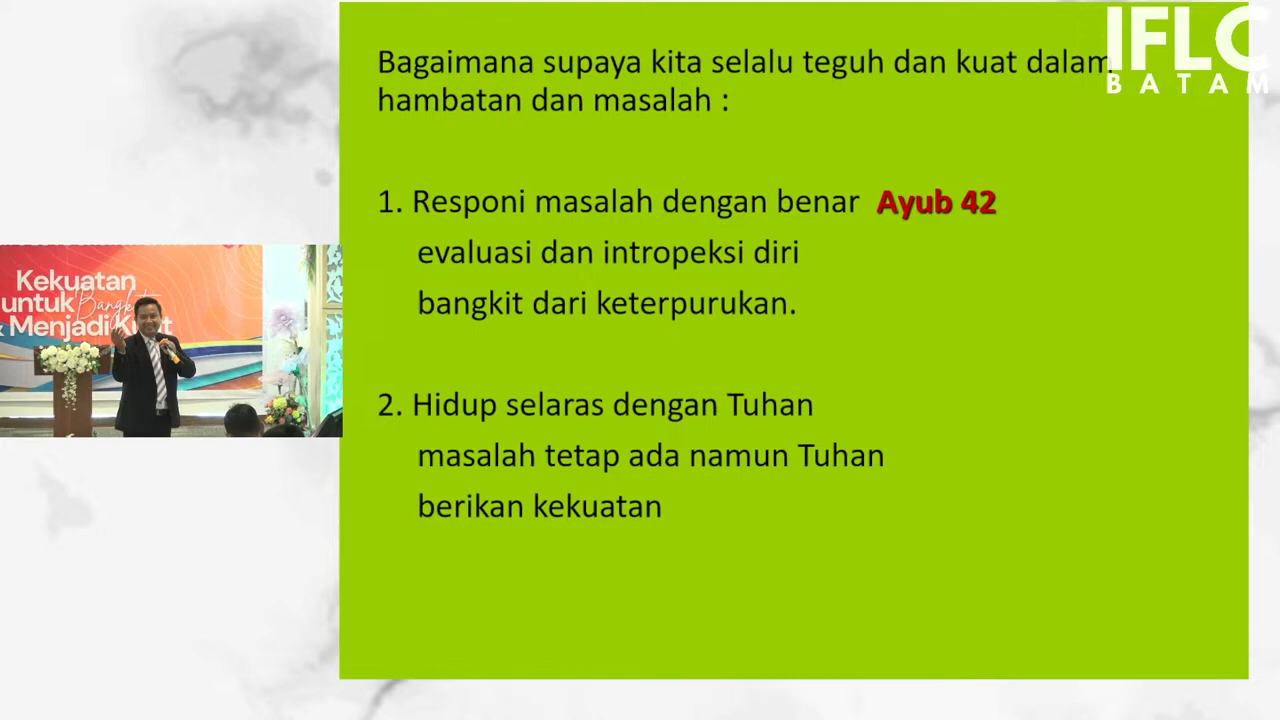 IFLC
BATAM
Bagaimana supaya kita selalu teguh dan kuat dalam
hambatan dan masalah :
1. Responi masalah dengan benar Ayub 42
evaluasi dan intropeksi diri
bangkit dari keterpurukan.
2. Hidup selaras dengan Tuhan
masalah tetap ada namun Tuhan
berikan kekuatan
Kekuatan
untuk Bangkit
& Menjadi Kuat